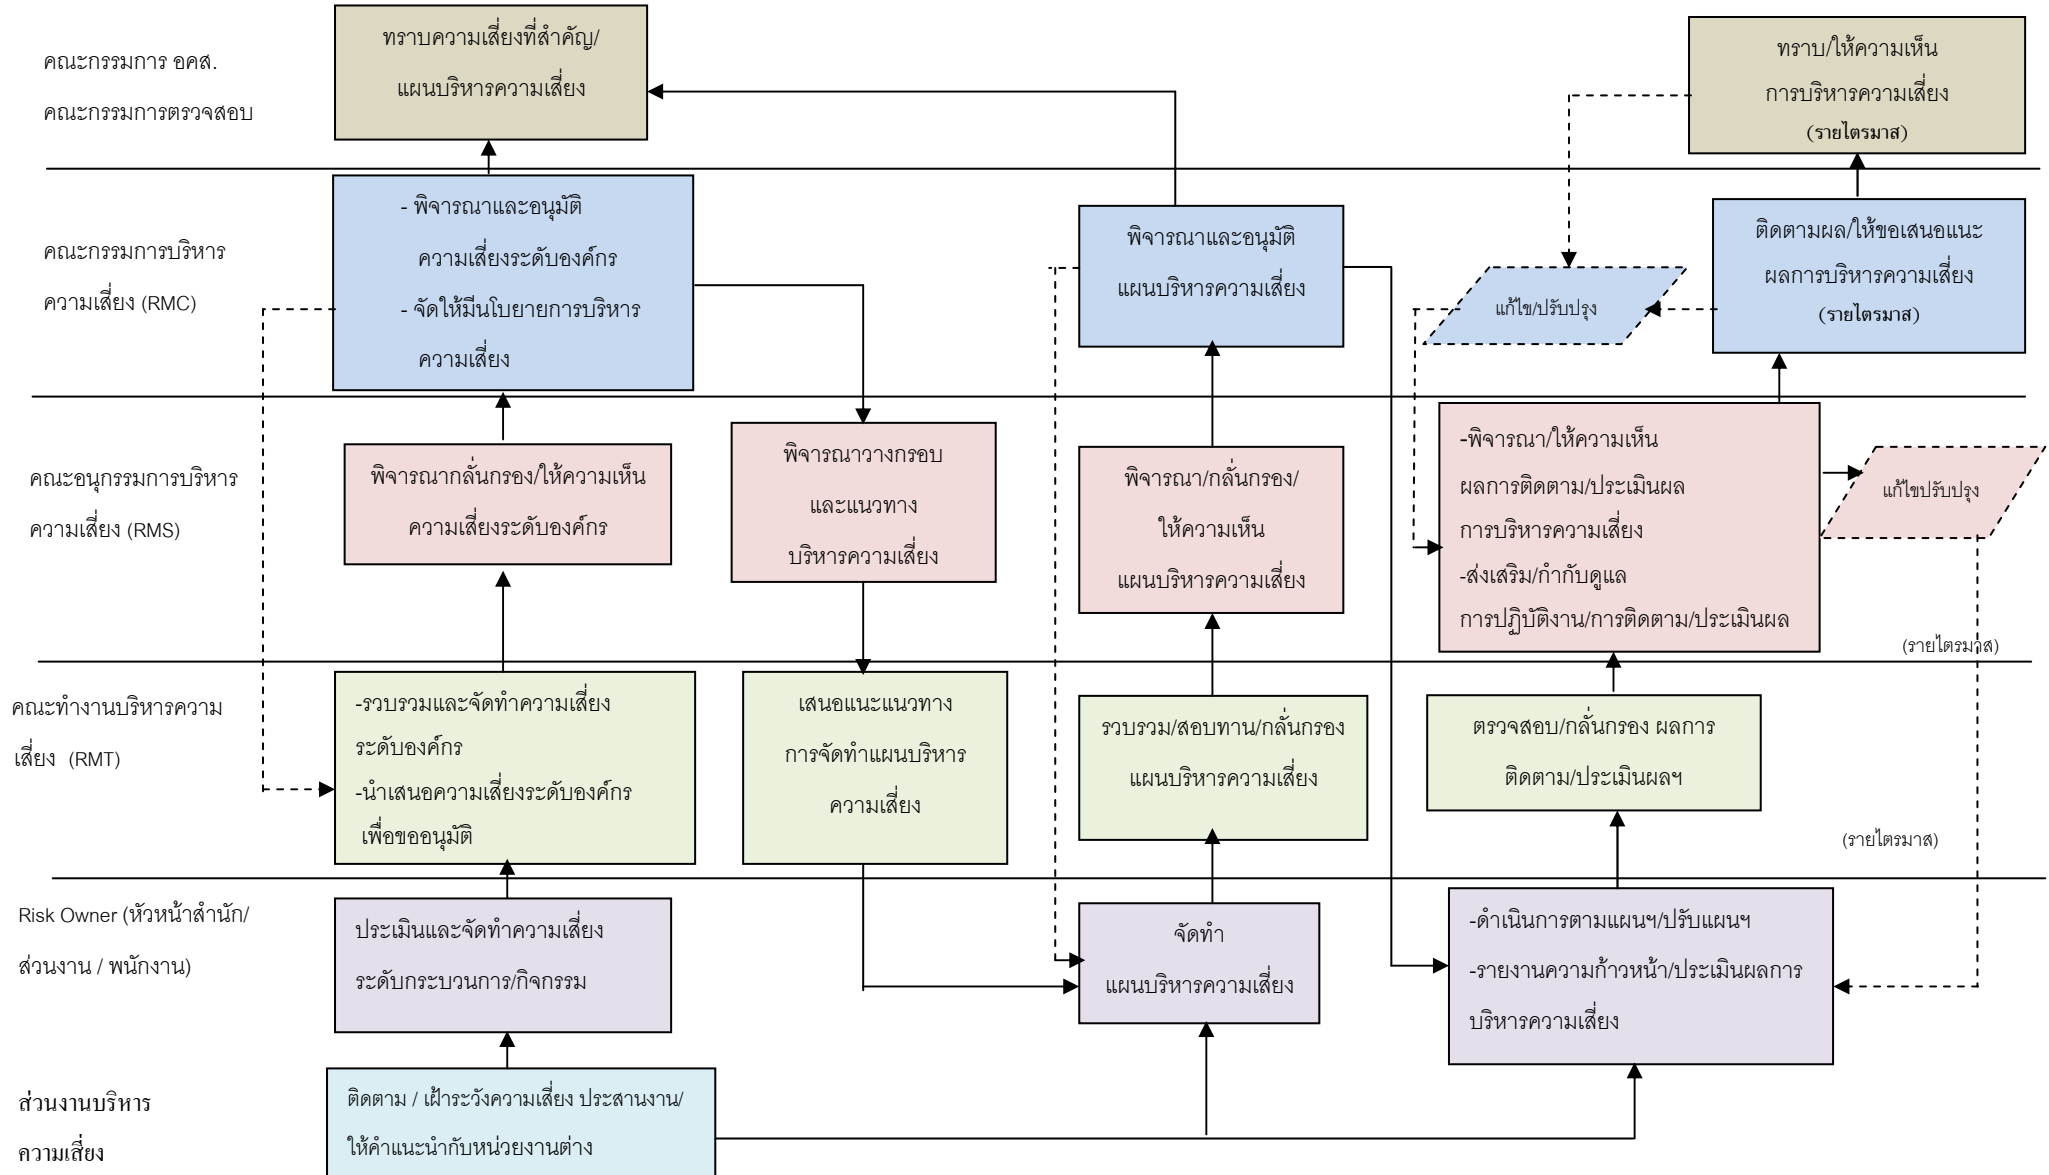 คณะกรรมการ อคส.
คณะกรรมการตรวจสอบ
ทราบความเสี่ยงที่สำคัญ/
แผนบริหารความเสี่ยง
ทราบ/ให้ความเห็น
การบริหารความเสี่ยง
(รายไตรมาส)
คณะกรรมการบริหาร
ความเสี่ยง (RMC)
- พิจารณาและอนุมัติ
ความเสี่ยงระดับองค์กร
- จัดให้มีนโบยายการบริหาร
ความเสี่ยง
พิจารณาและอนุมัติ
แผนบริหารความเสี่ยง
แก้ไข/ปรับปรุง
ติดตามผล/ให้ขอเสนอแนะ
ผลการบริหารความเสี่ยง
(รายไตรมาส)
คณะอนุกรรมการบริหาร
ความเสี่ยง (RMS)
พิจารณากลั่นกรอง/ให้ความเห็น
ความเสี่ยงระดับองค์กร
พิจารณาวางกรอบ
และแนวทาง
บริหารความเสี่ยง
พิจารณา/กลั่นกรอง/
ให้ความเห็น
แผนบริหารความเสี่ยง
-พิจารณา/ให้ความเห็น
ผลการติดตาม/ประเมินผล
การบริหารความเสี่ยง
-ส่งเสริม/กำกับดูแล
การปฏิบัติงาน/การติดตาม/ประเมินผล
แก้ไขปรับปรุง
(รายไตรมาส)
คณะทำงานบริหารความ
เสี่ยง (RMT)
-รวบรวมและจัดทำความเสี่ยง
ระดับองค์กร
-นำเสนอความเสี่ยงระดับองค์กร
เพื่อขออนุมัติ
เสนอแนะแนวทาง
การจัดทำแผนบริหาร
ความเสี่ยง
รวบรวม/สอบทาน/กลั่นกรอง
แผนบริหารความเสี่ยง
ตรวจสอบ/กลั่นกรอง ผลการ
ติดตาม/ประเมินผลฯ
(รายไตรมาส)
Risk Owner (หัวหน้าสำนัก/
ส่วนงาน / พนักงาน)
ประเมินและจัดทำความเสี่ยง
ระดับกระบวนการ/กิจกรรม
จัดทำ
แผนบริหารความเสี่ยง
-ดำเนินการตามแผนฯ/ปรับแผนฯ
-รายงานความก้าวหน้า/ประเมินผลการ
บริหารความเสี่ยง
ส่วนงานบริหาร
ความเสี่ยง
ติดตาม / เฝ้าระวังความเสี่ยง ประสานงาน/
ให้คำแนะนำกับหน่วยงานต่าง